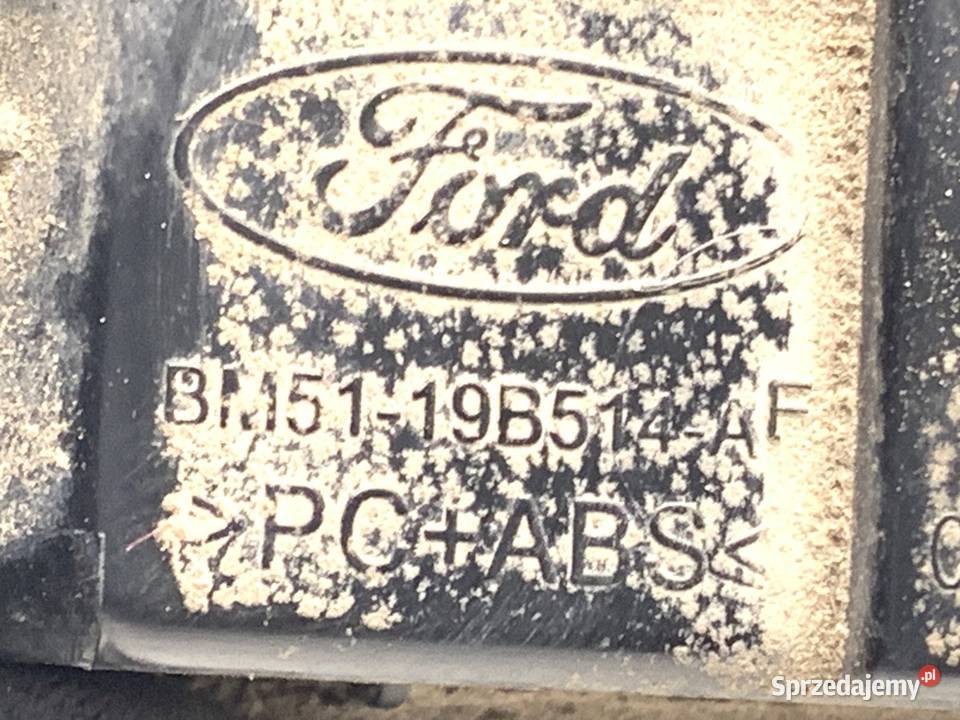 Ford
BM51-19B514-AF
>PC+ABS<
Sprzedajemy.pl